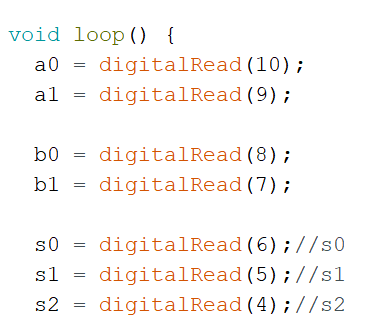 void loop() {
  a0 = digitalRead(10);
  a1 = digitalRead(9);

  b0 = digitalRead(8);
  b1 = digitalRead(7);

  s0 = digitalRead(6);//s0
  s1 = digitalRead(5);//s1
  s2 = digitalRead(4);//s2